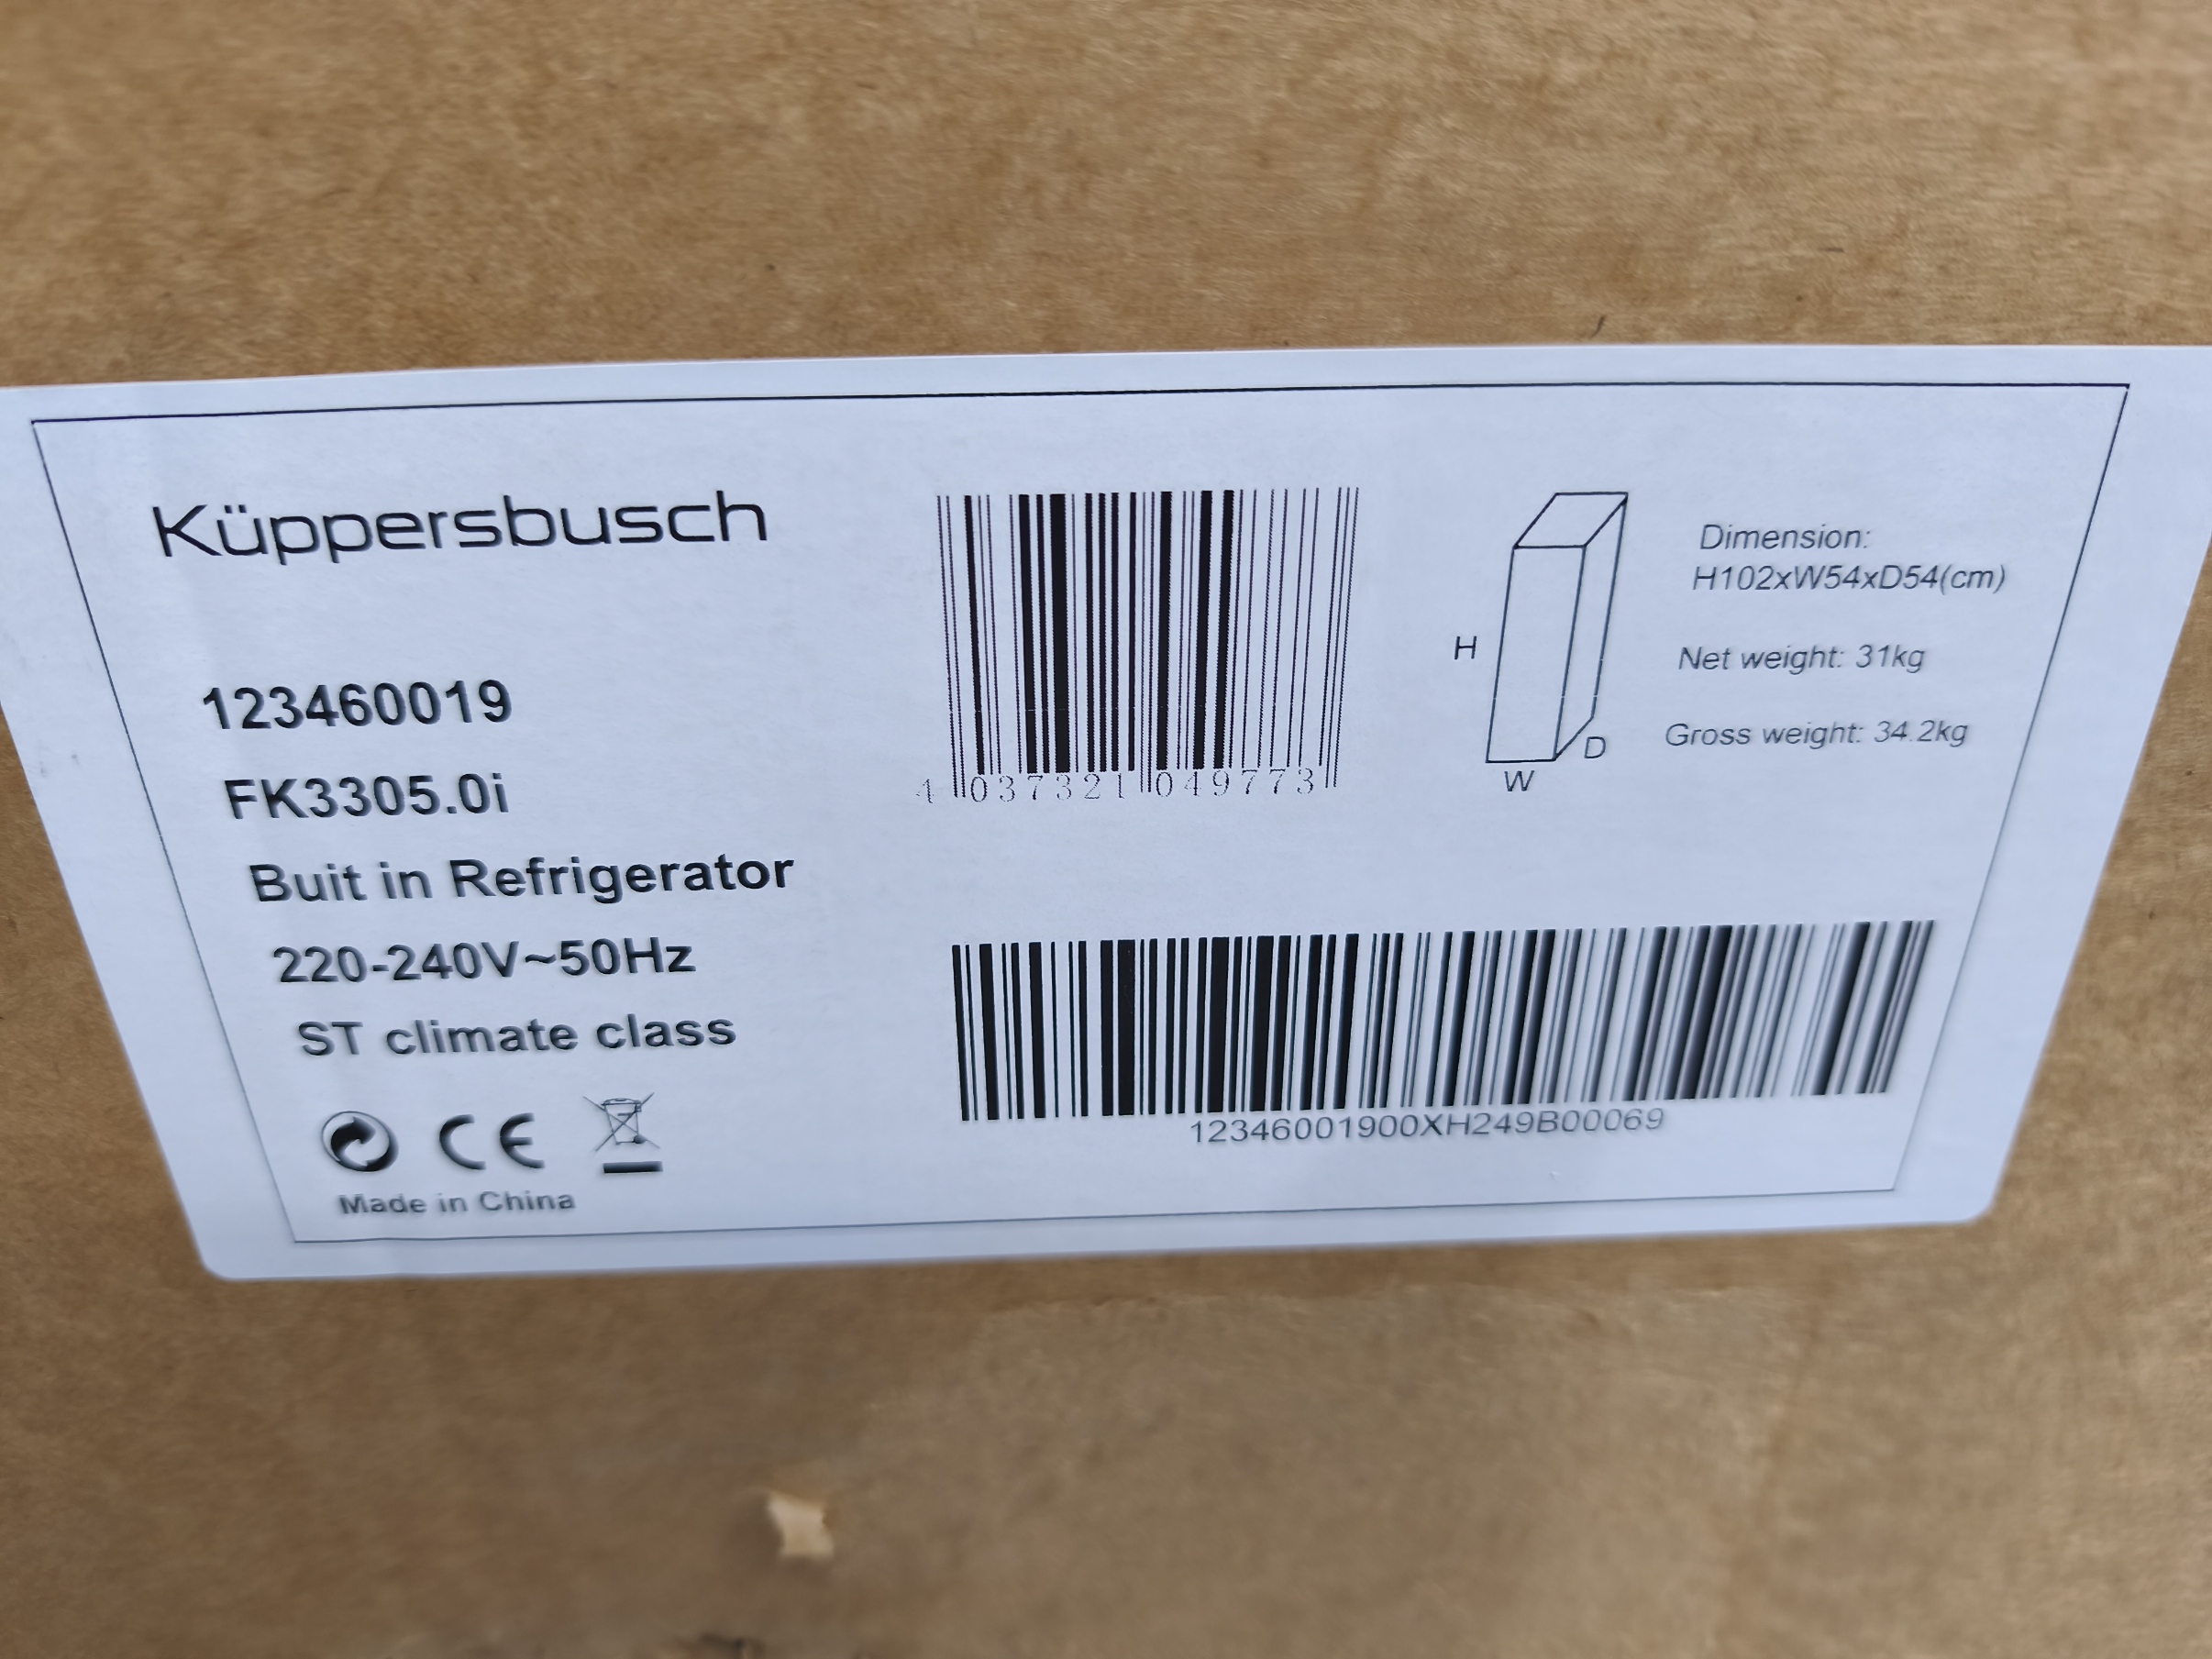 Küppersbusch
123460019
FK3305.0i
Buit in Refrigerator
220-240V~50Hz
ST climate class
CE
Made in China
4 037321 049773
H
W
D
Dimension:
H102xW54xD54(cm)
Net weight: 31kg
Gross weight: 34.2kg
12346001900XH249B00069